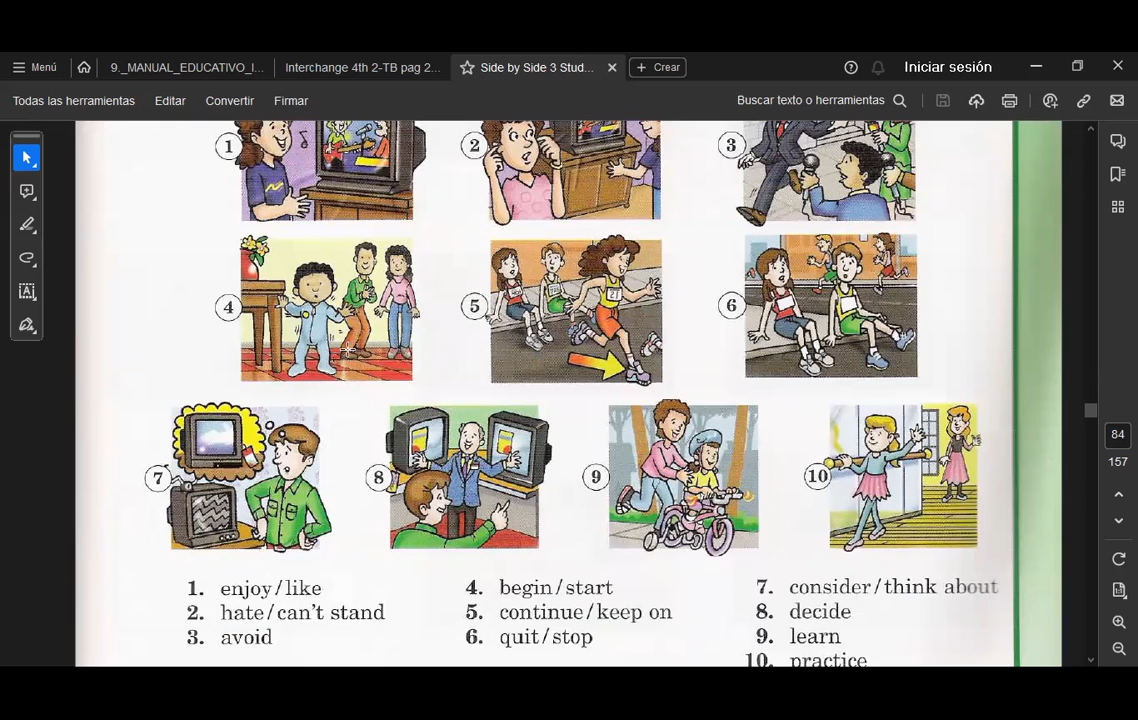 Menú
9._MANUAL_EDUCATIVO_I...
Interchange 4th 2-TB pag 2...
Side by Side 3 Stud...
Crear
Iniciar sesión
Todas las herramientas
Editar
Convertir
Firmar
Buscar texto o herramientas
1
2
3
4
5
21
6
7
8
9
10
84
157
1. enjoy/like
2. hate/can't stand
3. avoid
4. begin/start
5. continue/keep on
6. quit/stop
7. consider/think about
8. decide
9. learn
10. practice